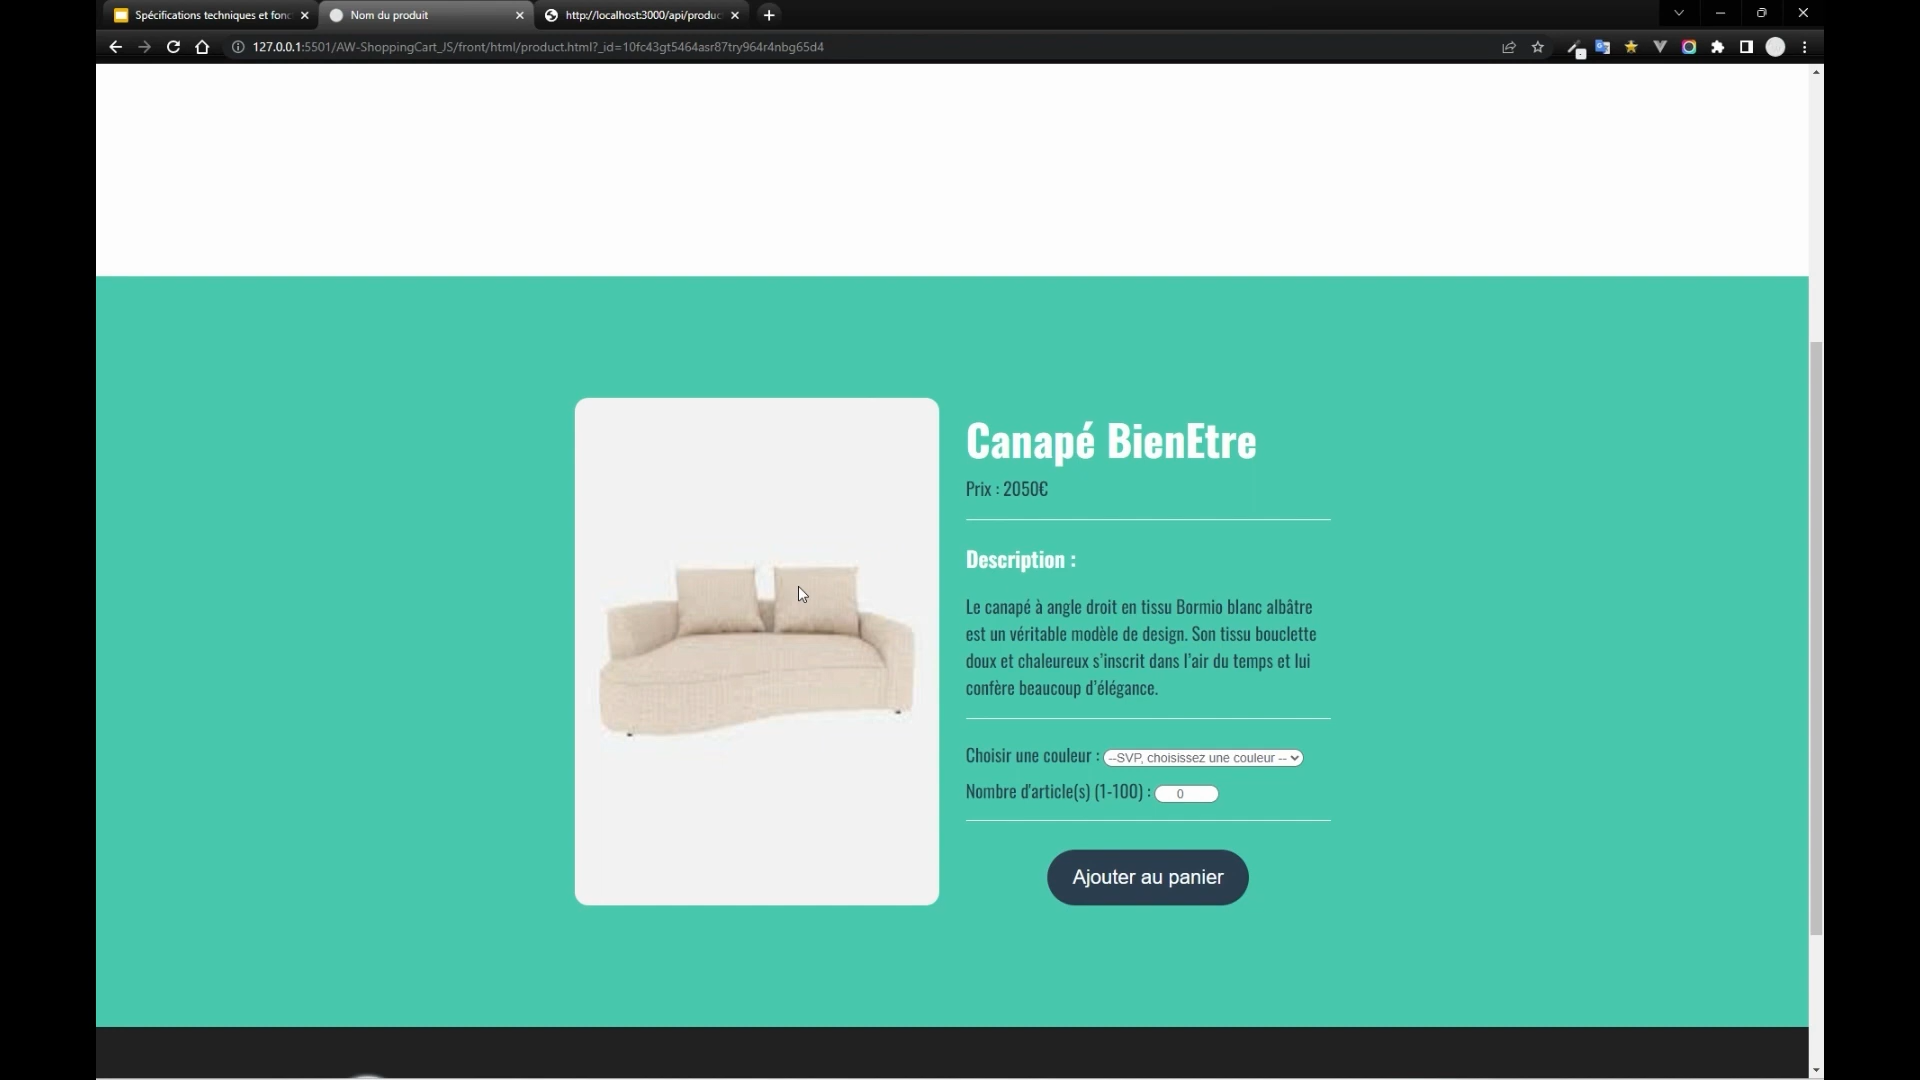 Spécifications techniques et fonc
Nom du produit
http://localhost:3000/api/produc
127.0.0.1:5501/AW-ShoppingCart_JS/front/html/product.html?_id=10fc43gt5464asr87try964r4nbg65d4
Canapé BienEtre
Prix : 2050€
Description :
Le canapé à angle droit en tissu Bormio blanc albâtre
est un véritable modèle de design. Son tissu bouclette
doux et chaleureux s’inscrit dans l’air du temps et lui
confère beaucoup d’élégance.
Choisir une couleur : --SVP, choisissez une couleur --
Nombre d'article(s) (1-100) : 0
Ajouter au panier